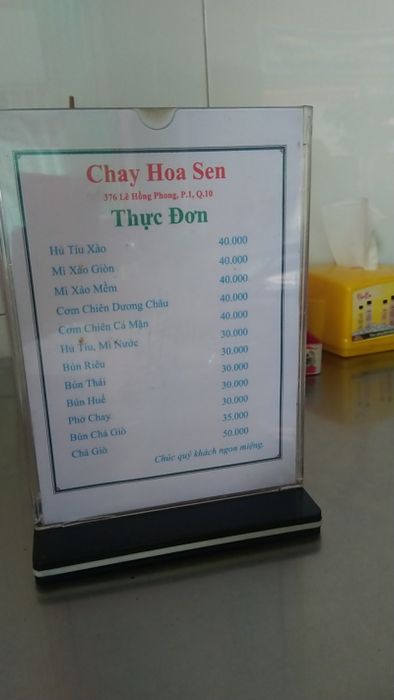 Chay Hoa Sen
376 Lê Hồng Phong, P.1, Q.10
Thực Đơn
Hủ Tíu Xào 40.000
Mì Xào Giòn 40.000
Mì Xào Mềm 40.000
Cơm Chiên Dương Châu 40.000
Cơm Chiên Cá Mặn 40.000
Hủ Tíu, Mì Nước 30.000
Bún Riêu 30.000
Bún Thái 30.000
Bún Huế 30.000
Phở Chay 30.000
Bún Chả Giò 35.000
Chả Giò 50.000
Chúc quý khách ngon miệng.